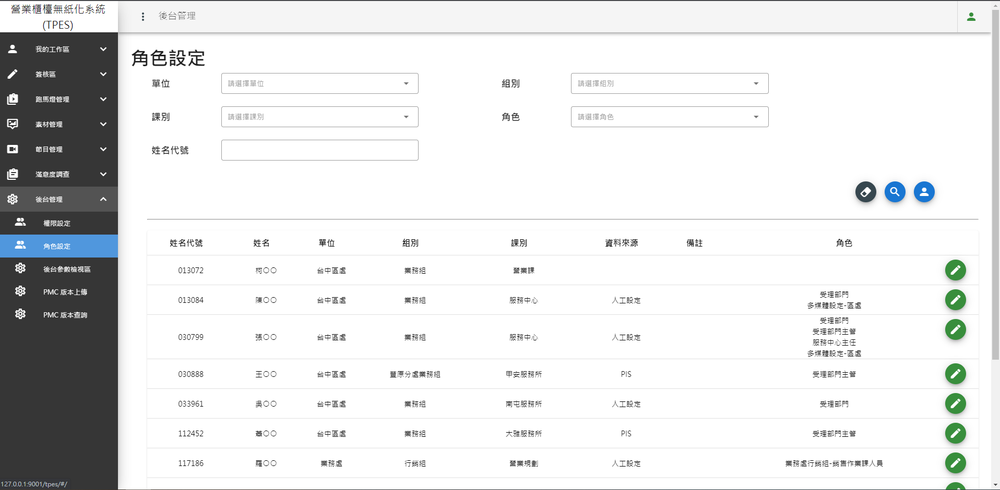 營業櫃檯無紙化系統
(TPES)
後台管理
我的工作區
簽核區
跑馬燈管理
素材管理
節目管理
滿意度調查
後台管理
權限設定
角色設定
後台參數檢視區
PMC 版本上傳
PMC 版本查詢
角色設定
單位 請選擇單位 組別 請選擇組別
課別 請選擇課別 角色 請選擇角色
姓名代號
姓名代號 姓名 單位 組別 課別 資料來源 備註 角色
013072 柯〇〇 台中區處 業務組 營業課
013084 陳〇〇 台中區處 業務組 服務中心 人工設定 受理部門
多媒體設定-區處
030799 張〇〇 台中區處 業務組 服務中心 人工設定 受理部門
受理部門主管
服務中心主任
多媒體設定-區處
030888 王〇〇 台中區處 豐原分處業務組 甲安服務所 PIS 受理部門主管
033961 吳〇〇 台中區處 業務組 南屯服務所 人工設定 受理部門
112452 蕭〇〇 台中區處 業務組 大雅服務所 PIS 受理部門主管
117186 羅〇〇 業務處 行銷組 營業規劃 人工設定 業務處行銷組-銷售作業課人員
127.0.0.1:9001/tpes/#/